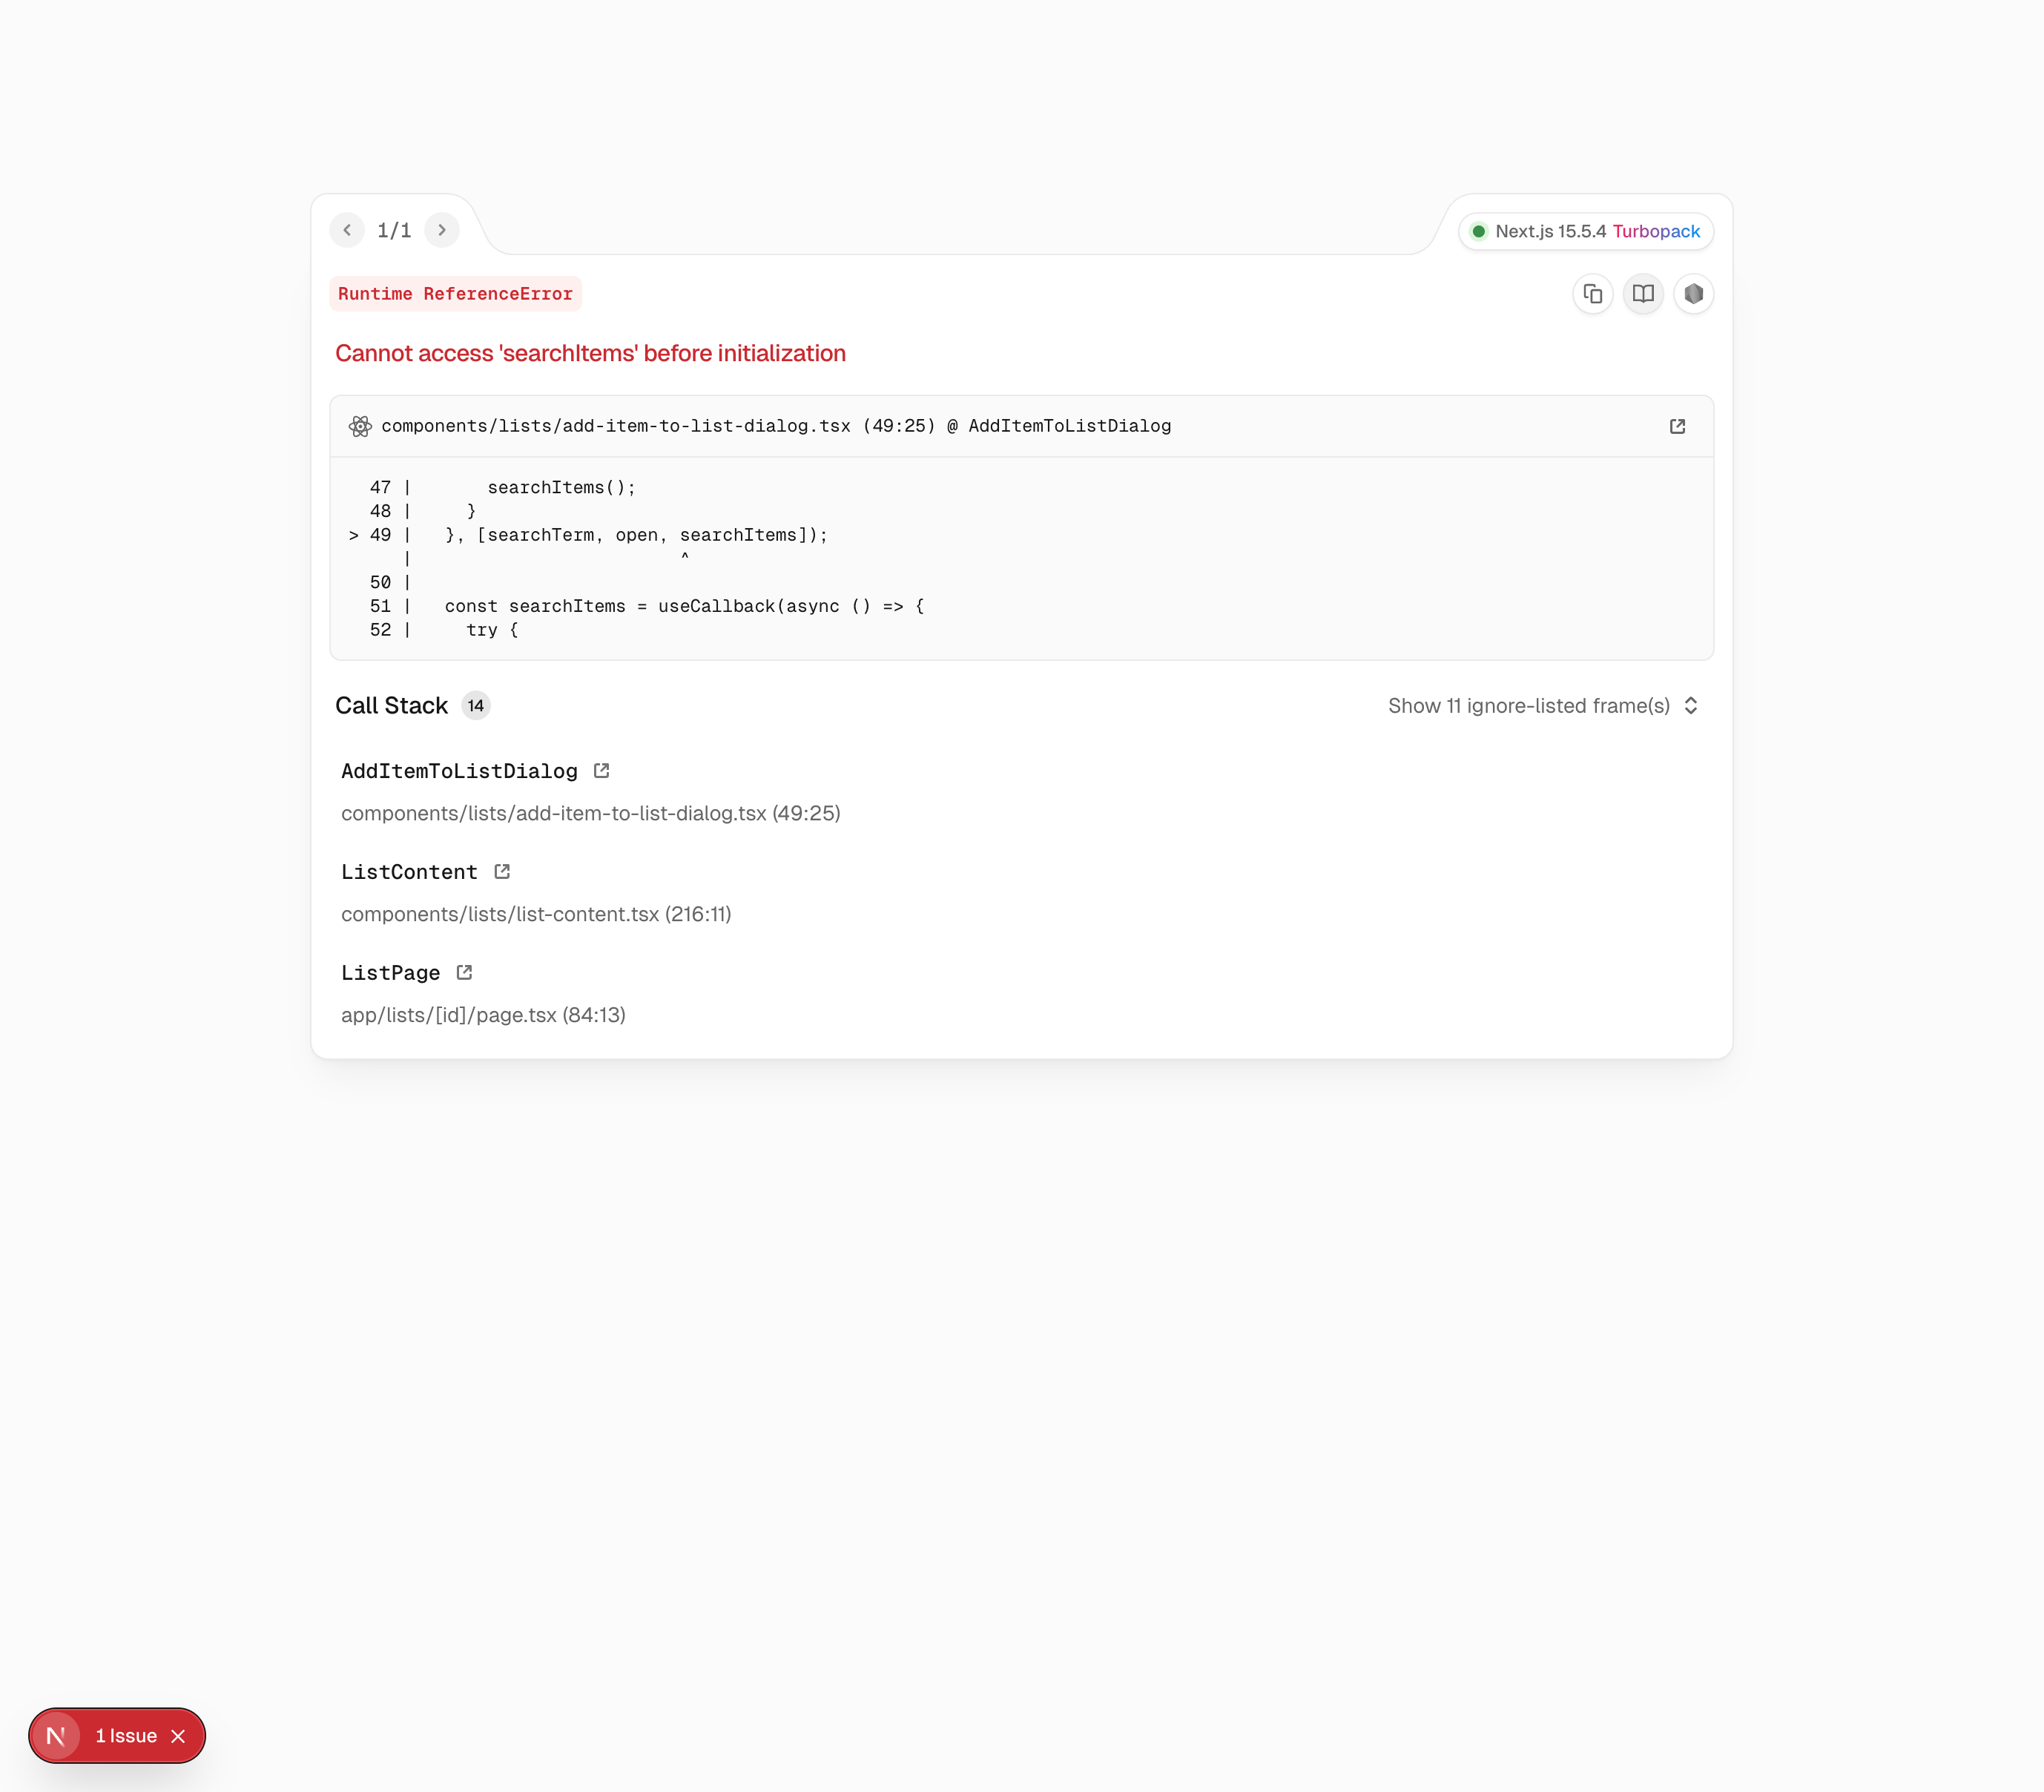 1/1
Next.js 15.5.4 Turbopack
Runtime ReferenceError
Cannot access 'searchItems' before initialization
components/lists/add-item-to-list-dialog.tsx (49:25) @ AddItemToListDialog
  47 |       searchItems();
  48 |     }
> 49 |   }, [searchTerm, open, searchItems]);
     |                         ^
  50 |
  51 |   const searchItems = useCallback(async () => {
  52 |     try {
Call Stack 14
Show 11 ignore-listed frame(s)
AddItemToListDialog
components/lists/add-item-to-list-dialog.tsx (49:25)
ListContent
components/lists/list-content.tsx (216:11)
ListPage
app/lists/[id]/page.tsx (84:13)
N 1 Issue